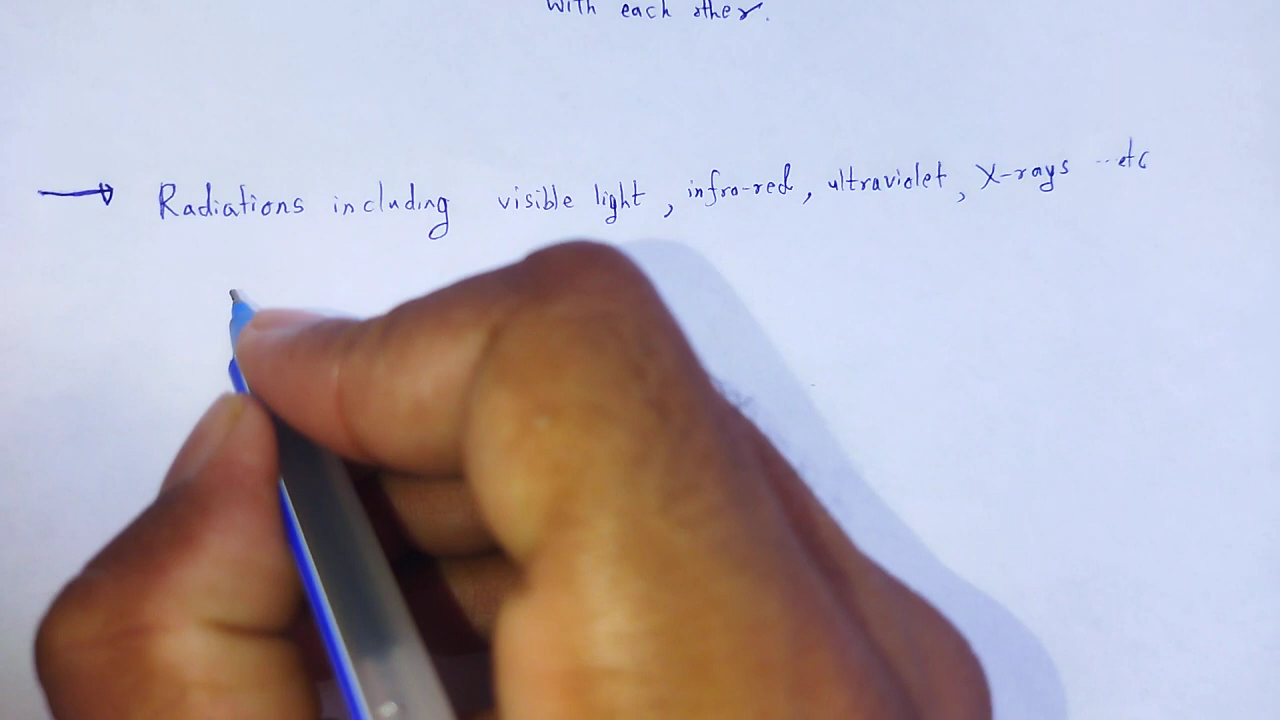 with each other.
Radiations including visible light, infra-red, ultraviolet, X-rays ...etc